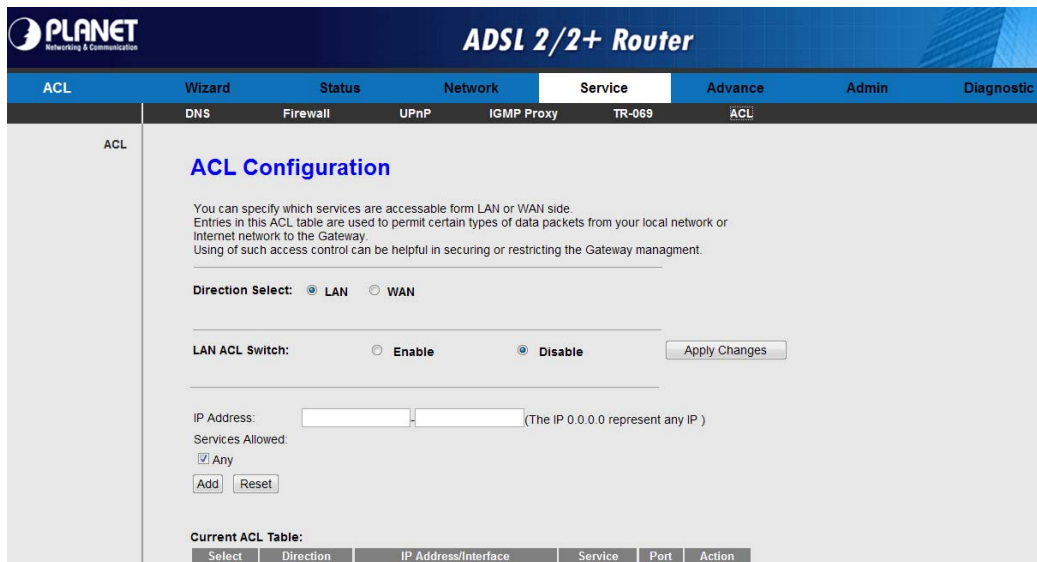 PLANET
Networking & Communication
ADSL 2/2+ Router
ACL Wizard Status Network Service Advance Admin Diagnostic
DNS Firewall UPnP IGMP Proxy TR-069 ACL
ACL
ACL Configuration
You can specify which services are accessable form LAN or WAN side.
Entries in this ACL table are used to permit certain types of data packets from your local network or
Internet network to the Gateway.
Using of such access control can be helpful in securing or restricting the Gateway managment.
Direction Select: LAN WAN
LAN ACL Switch: Enable Disable Apply Changes
IP Address: - (The IP 0.0.0.0 represent any IP )
Services Allowed:
Any
Add Reset
Current ACL Table:
Select Direction IP Address/Interface Service Port Action